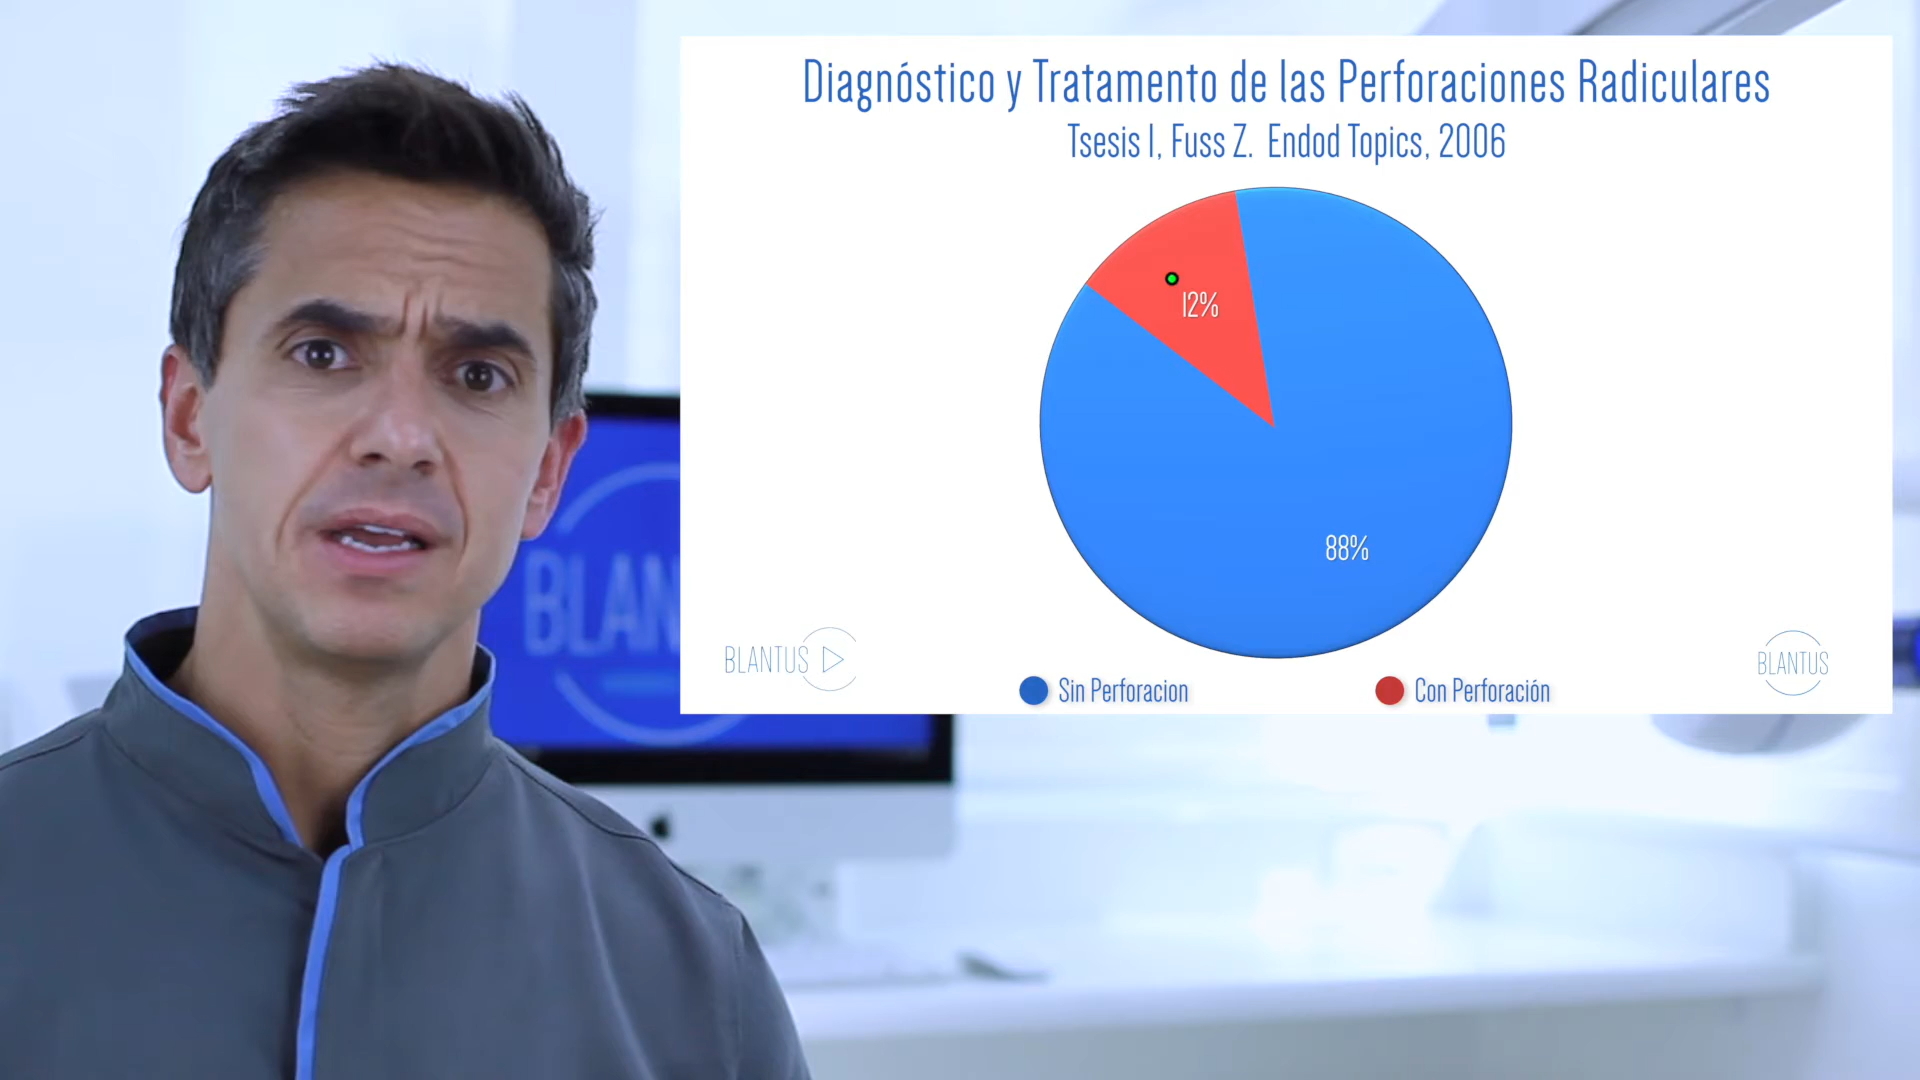 Diagnóstico y Tratamento de las Perforaciones Radiculares
Tsesis I, Fuss Z. Endod Topics, 2006
12%
88%
BLAN
BLANTUS
BLANTUS
Sin Perforacion
Con Perforación